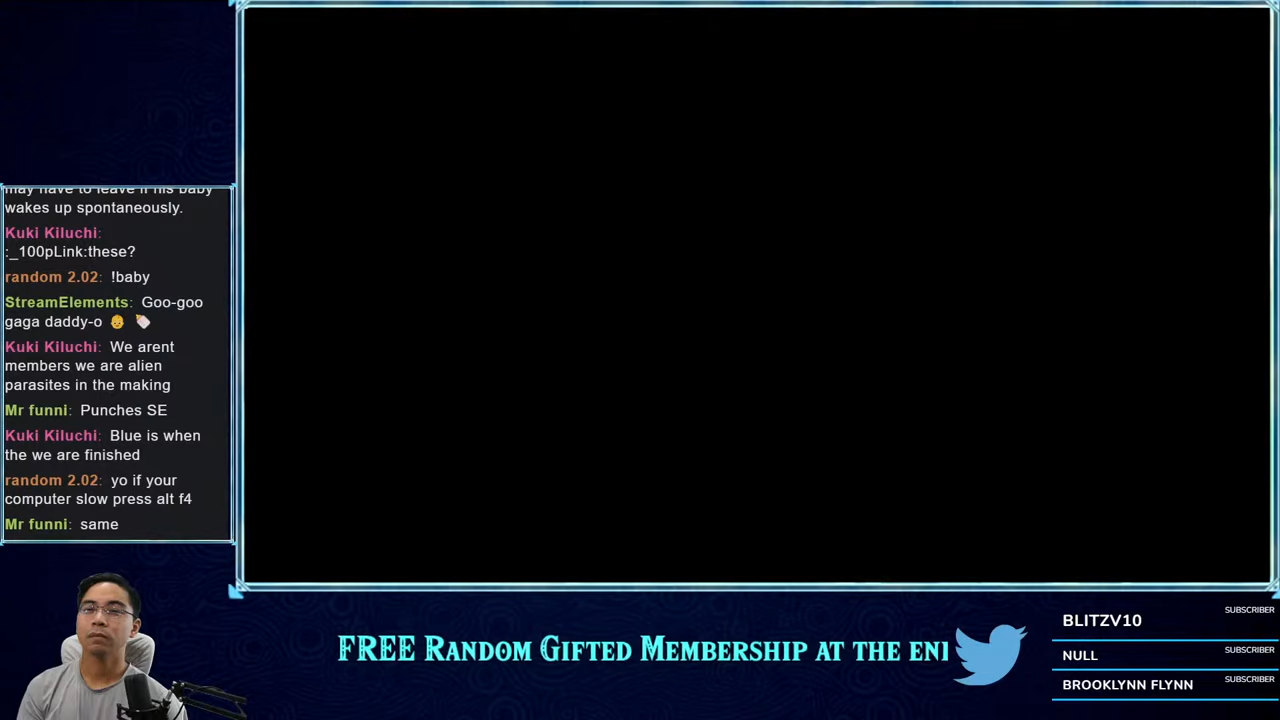 may have to leave if his baby
wakes up spontaneously.
Kuki Kiluchi:
:_100pLink:these?
random 2.02: !baby
StreamElements: Goo-goo
gaga daddy-o 👶 🍼
Kuki Kiluchi: We arent
members we are alien
parasites in the making
Mr funni: Punches SE
Kuki Kiluchi: Blue is when
the we are finished
random 2.02: yo if your
computer slow press alt f4
Mr funni: same
FREE Random Gifted Membership at the en
BLITZV10 SUBSCRIBER
NULL SUBSCRIBER
BROOKLYNN FLYNN SUBSCRIBER